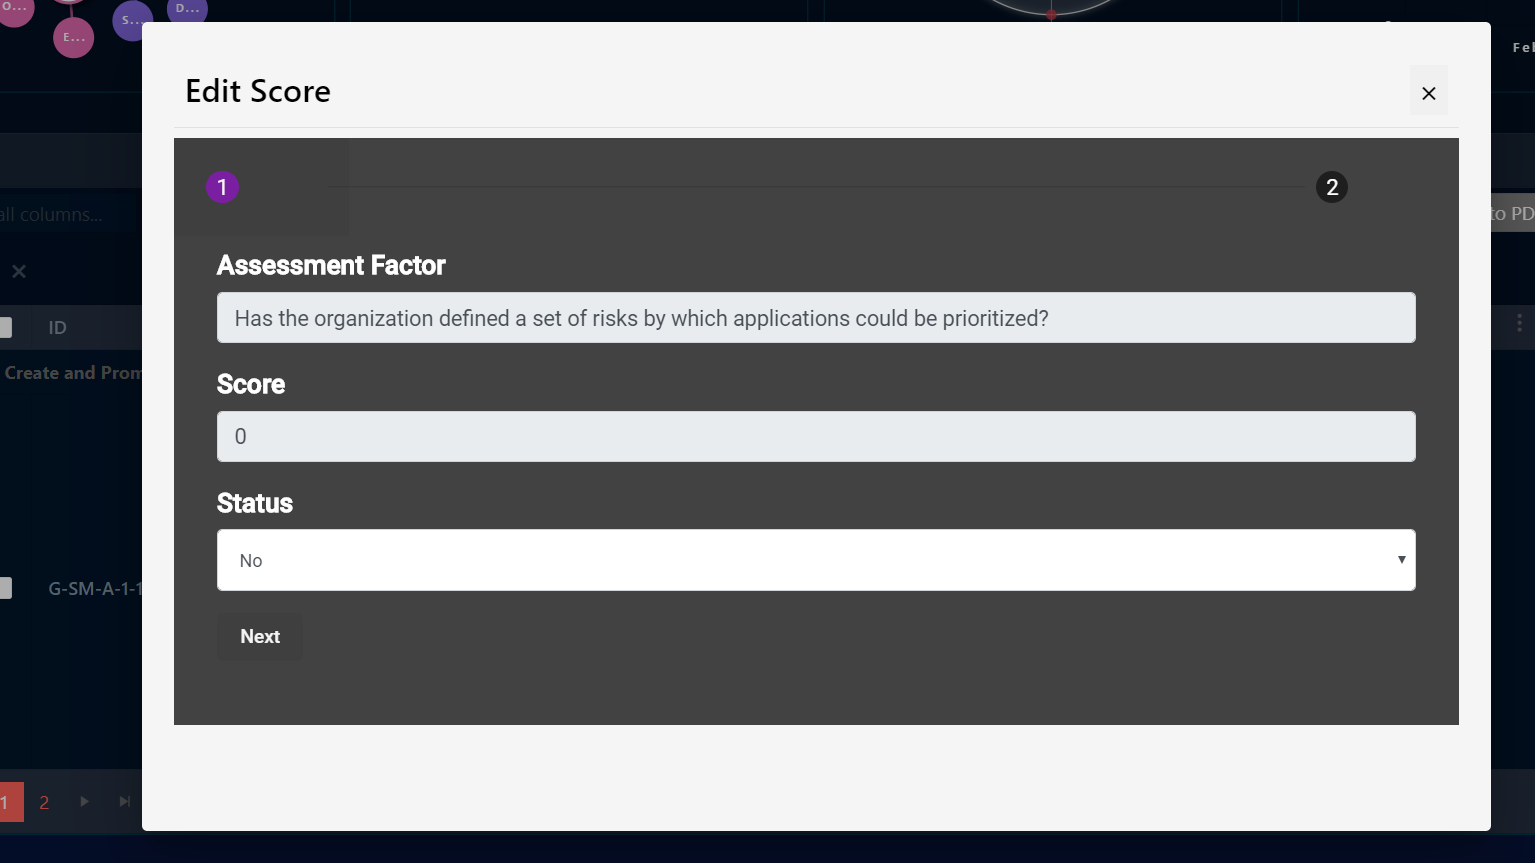 O...
E...
S...
D...
Fel
Edit Score
×
1
2
all columns...
to PD
Assessment Factor
Has the organization defined a set of risks by which applications could be prioritized?
ID
Create and Prom
Score
0
Status
No
G-SM-A-1-1
Next
1
2